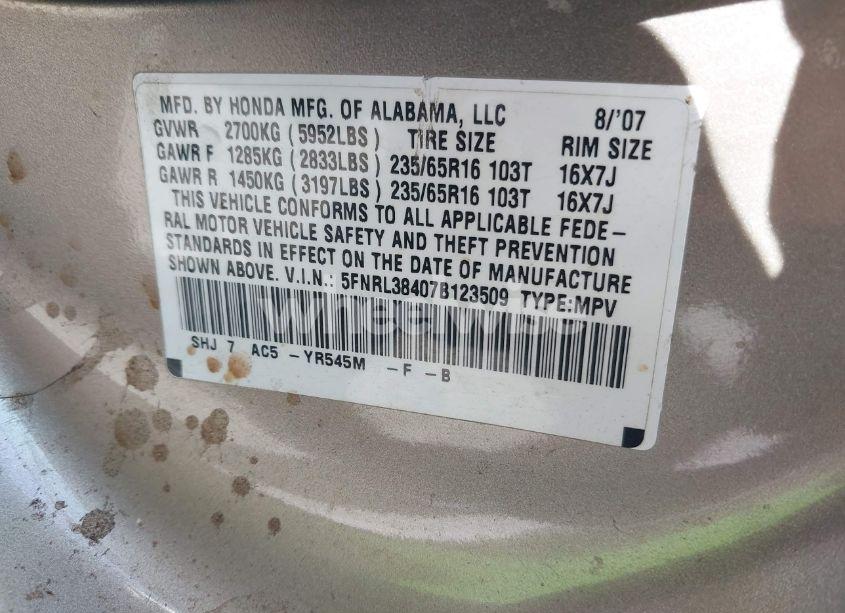 MFD. BY HONDA MFG. OF ALABAMA, LLC 8/'07
GVWR 2700KG (5952LBS) TIRE SIZE RIM SIZE
GAWR F 1285KG (2833LBS) 235/65R16 103T 16X7J
GAWR R 1450KG (3197LBS) 235/65R16 103T 16X7J
THIS VEHICLE CONFORMS TO ALL APPLICABLE FEDE-
RAL MOTOR VEHICLE SAFETY AND THEFT PREVENTION
STANDARDS IN EFFECT ON THE DATE OF MANUFACTURE
SHOWN ABOVE. V.I.N.: 5FNRL38407B123509 TYPE:MPV
wheelwise
SHJ 7 AC5 -YR545M -F -B